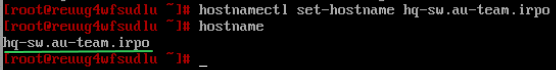 [root@reuug4wfsudlu ~]# hostnamectl set-hostname hq-sw.au-team.irpo
[root@reuug4wfsudlu ~]# hostname
hq-sw.au-team.irpo
[root@reuug4wfsudlu ~]# _